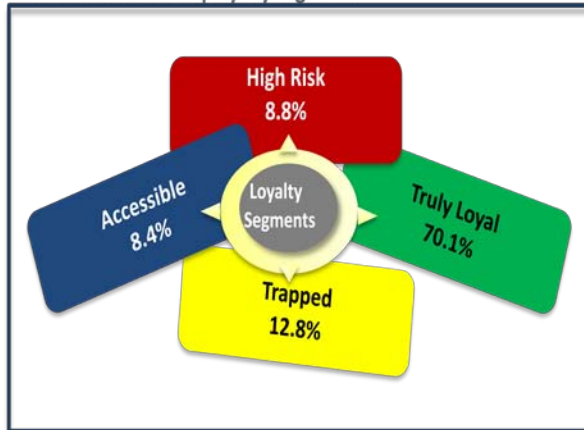 High Risk
8.8%
Accessible
8.4%
Loyalty
Segments
Truly Loyal
70.1%
Trapped
12.8%